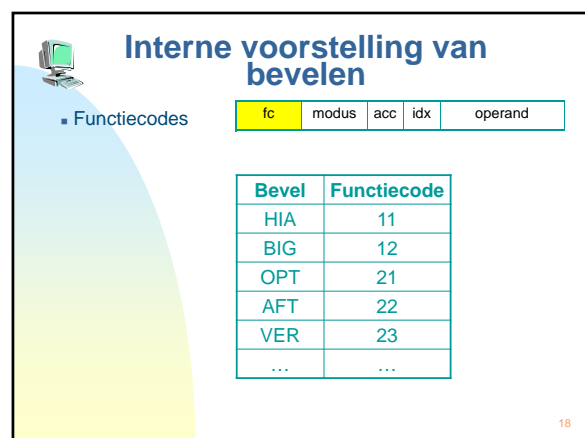 Interne voorstelling van
bevelen
Functiecodes
fc modus acc idx operand
Bevel Functiecode
HIA 11
BIG 12
OPT 21
AFT 22
VER 23
… …
18